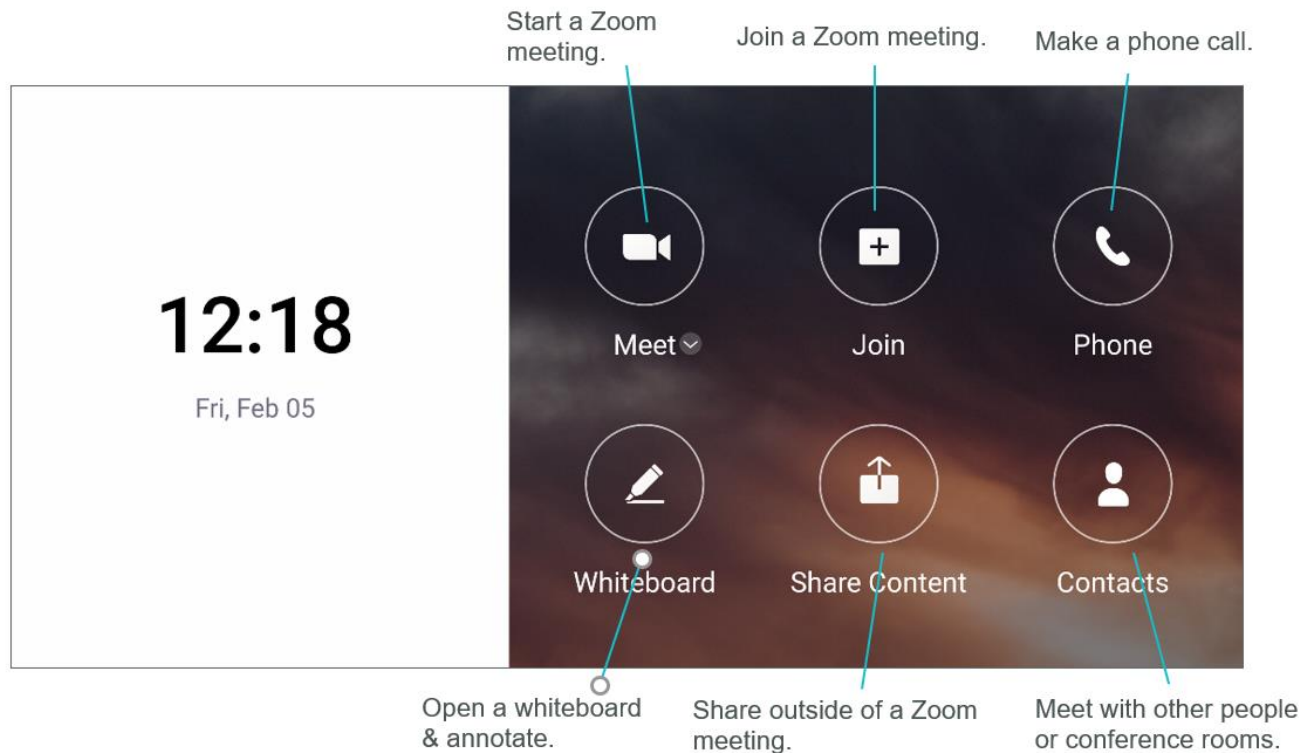 Start a Zoom
meeting.
Join a Zoom meeting.
Make a phone call.
12:18
Fri, Feb 05
Meet
Join
Phone
Whiteboard
Share Content
Contacts
Open a whiteboard
& annotate.
Share outside of a Zoom
meeting.
Meet with other people
or conference rooms.